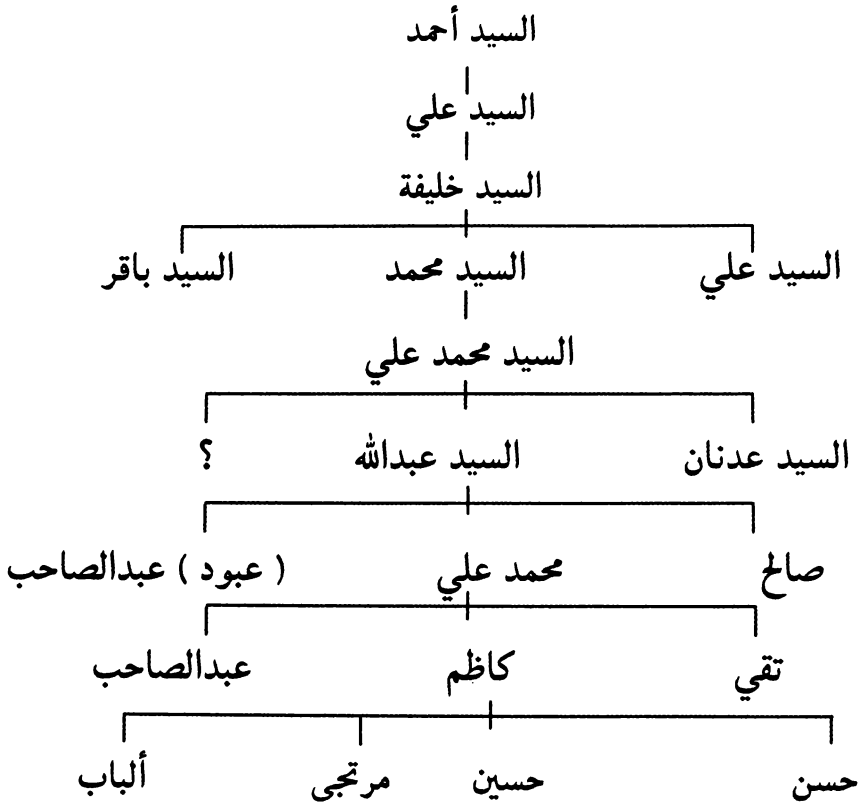 السيد أحمد
السيد علي
السيد خليفة
السيد علي السيد محمد السيد باقر
السيد محمد علي
السيد عدنان السيد عبدالله ؟
صالح محمد علي ( عبود ) عبدالصاحب
تقي كاظم عبدالصاحب
حسن حسين مرتجى ألباب